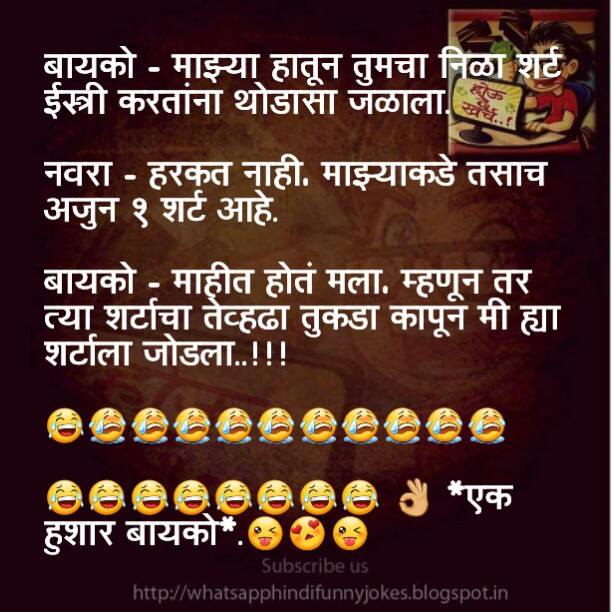 बायको - माझ्या हातून तुमचा निळा शर्ट
ईस्त्री करतांना थोडासा जळाला.
होऊ
दे
खर्च..!
नवरा - हरकत नाही. माझ्याकडे तसाच
अजुन १ शर्ट आहे.
बायको - माहीत होतं मला. म्हणून तर
त्या शर्टाचा तेव्हढा तुकडा कापून मी ह्या
शर्टाला जोडला..!!!
😂😭😭😭😭😭😭😭😭😭😭
😂😂😂😂😂😂😂😂 👌 *एक
हुशार बायको*.😜😍😜
Subscribe us
http://whatsapphindifunnyjokes.blogspot.in